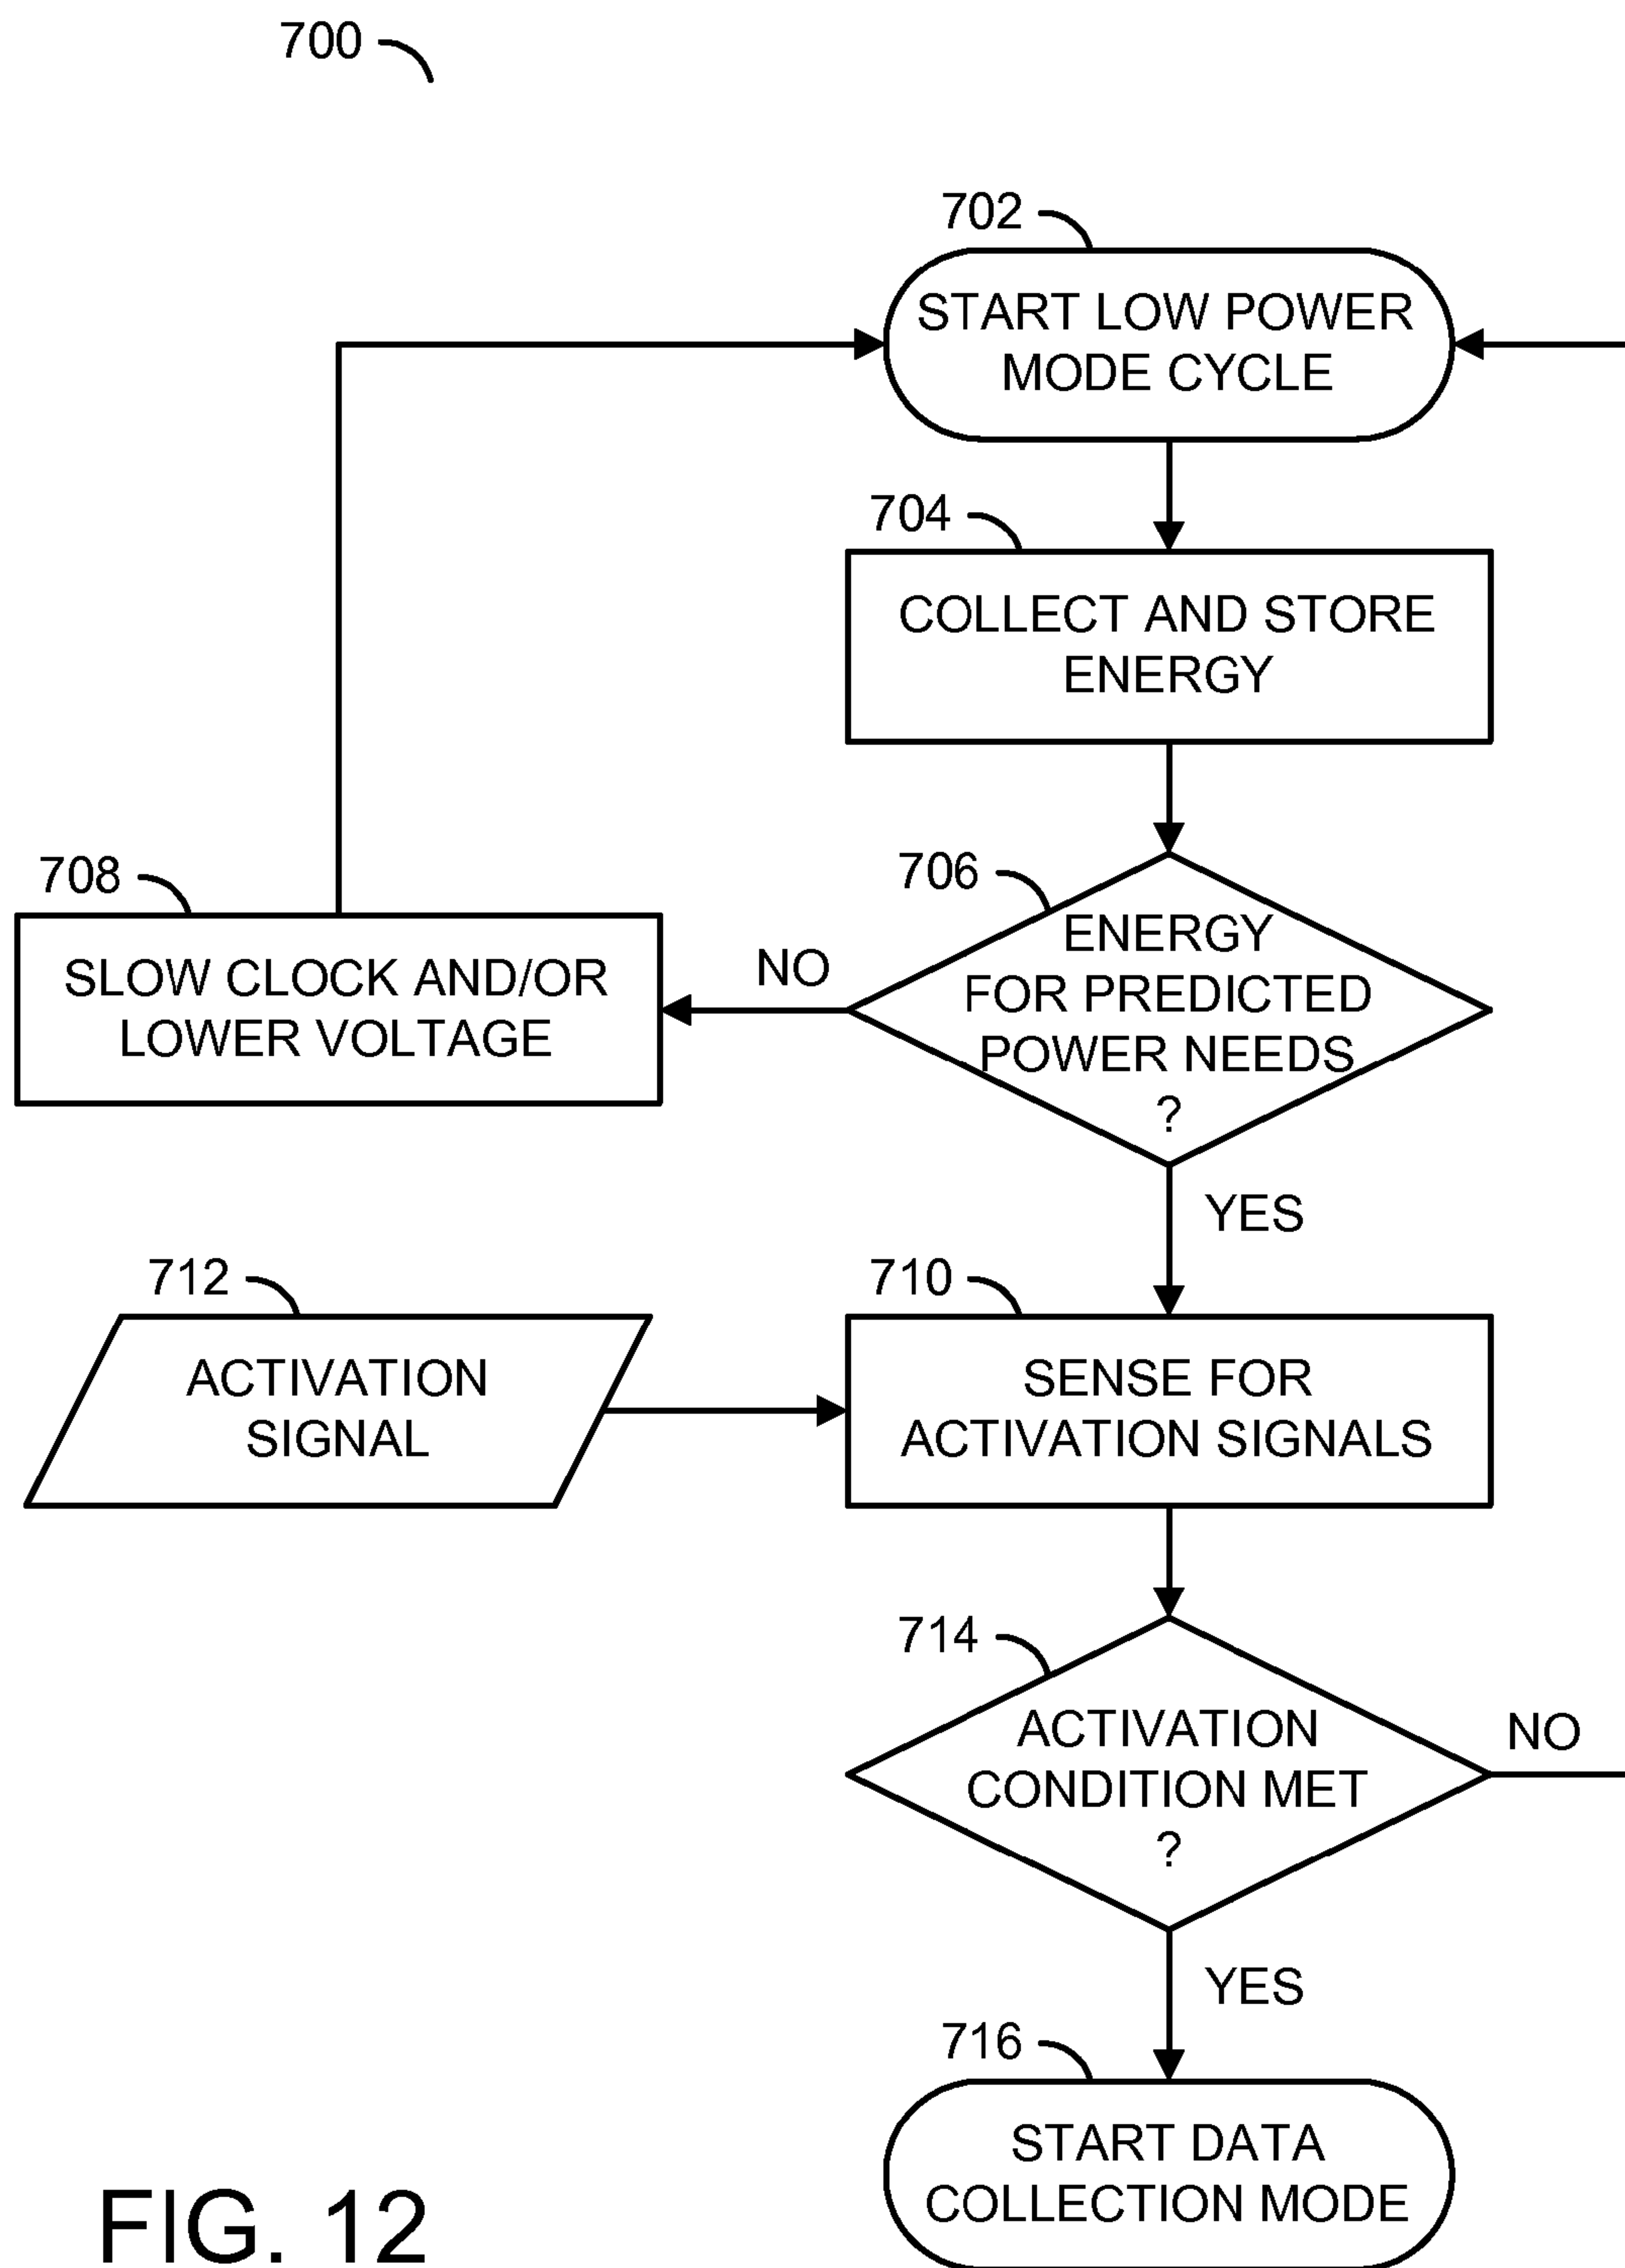 700
702
START LOW POWER
MODE CYCLE
704
COLLECT AND STORE
ENERGY
706
ENERGY
FOR PREDICTED
POWER NEEDS
?
NO
708
SLOW CLOCK AND/OR
LOWER VOLTAGE
YES
712
ACTIVATION
SIGNAL
710
SENSE FOR
ACTIVATION SIGNALS
714
ACTIVATION
CONDITION MET
?
NO
YES
716
START DATA
COLLECTION MODE
FIG. 12